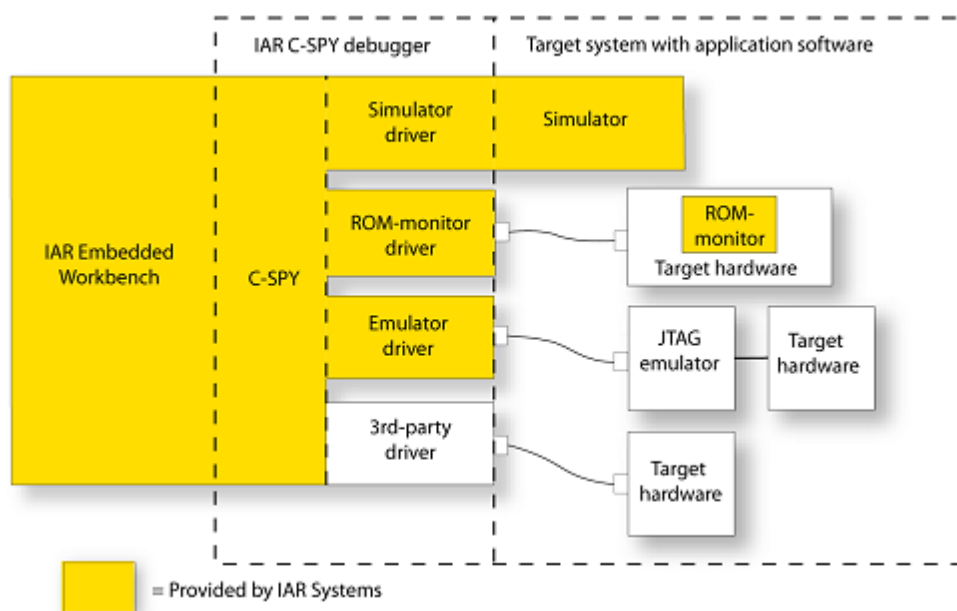 IAR C-SPY debugger
Target system with application software
Simulator
driver
Simulator
ROM-monitor
driver
ROM-
monitor
Target hardware
IAR Embedded
Workbench
C-SPY
Emulator
driver
JTAG
emulator
Target
hardware
3rd-party
driver
Target
hardware
= Provided by IAR Systems